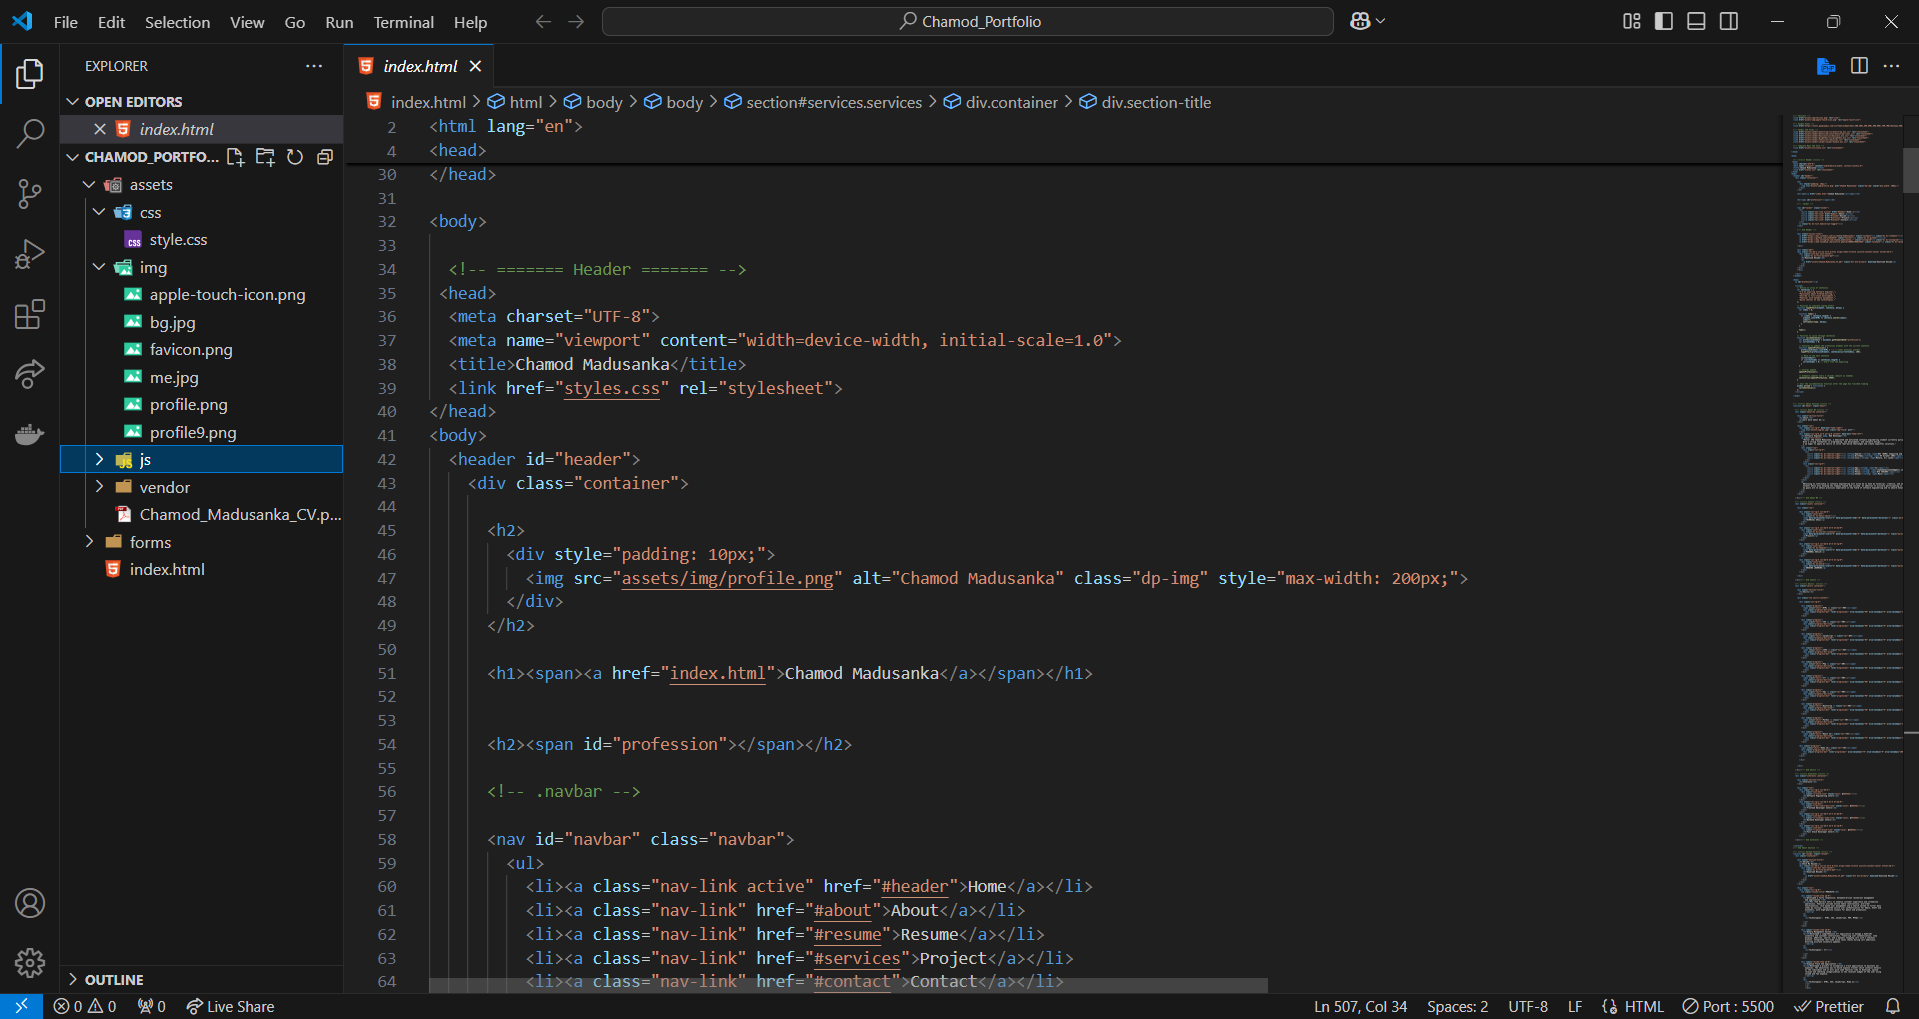 File Edit Selection View Go Run Terminal Help
Chamod_Portfolio
EXPLORER
OPEN EDITORS
index.html
CHAMOD_PORTFO...
assets
css
style.css
img
apple-touch-icon.png
bg.jpg
favicon.png
me.jpg
profile.png
profile9.png
js
vendor
Chamod_Madusanka_CV.p...
forms
index.html
OUTLINE
index.html
index.html > html > body > body > section#services.services > div.container > div.section-title
2 <html lang="en">
4 <head>
30 </head>
31
32 <body>
33
34 <!-- ======= Header ======= -->
35 <head>
36 <meta charset="UTF-8">
37 <meta name="viewport" content="width=device-width, initial-scale=1.0">
38 <title>Chamod Madusanka</title>
39 <link href="styles.css" rel="stylesheet">
40 </head>
41 <body>
42 <header id="header">
43 <div class="container">
44
45 <h2>
46 <div style="padding: 10px;">
47 <img src="assets/img/profile.png" alt="Chamod Madusanka" class="dp-img" style="max-width: 200px;">
48 </div>
49 </h2>
50
51 <h1><span><a href="index.html">Chamod Madusanka</a></span></h1>
52
53
54 <h2><span id="profession"></span></h2>
55
56 <!-- .navbar -->
57
58 <nav id="navbar" class="navbar">
59 <ul>
60 <li><a class="nav-link active" href="#header">Home</a></li>
61 <li><a class="nav-link" href="#about">About</a></li>
62 <li><a class="nav-link" href="#resume">Resume</a></li>
63 <li><a class="nav-link" href="#services">Project</a></li>
64 <li><a class="nav-link" href="#contact">Contact</a></li>
0 0 0 Live Share Ln 507, Col 34 Spaces: 2 UTF-8 LF HTML Port : 5500 Prettier